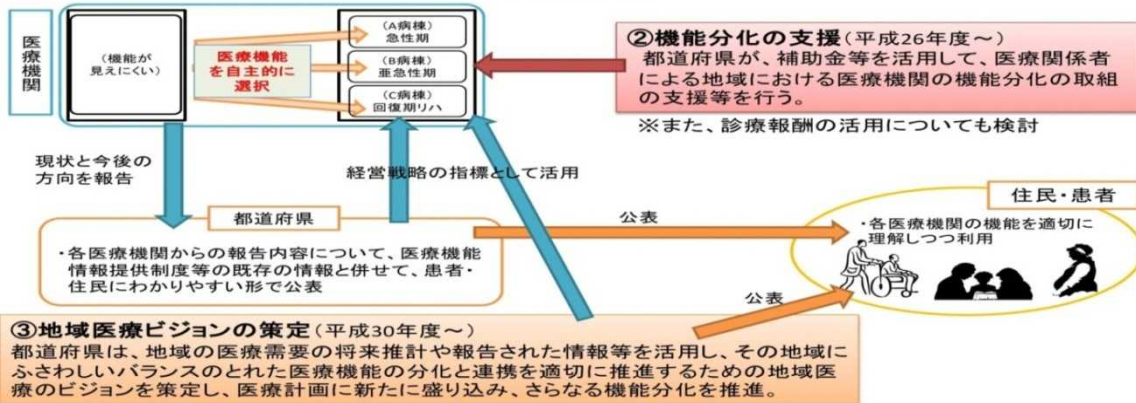 医療機関
(機能が
見えにくい)
医療機能
を自主的に
選択
(A病棟)
急性期
(B病棟)
亜急性期
(C病棟)
回復期リハ
②機能分化の支援(平成26年度～)
都道府県が、補助金等を活用して、医療関係者
による地域における医療機関の機能分化の取組
の支援等を行う。
※また、診療報酬の活用についても検討
現状と今後の
方向を報告
経営戦略の指標として活用
都道府県
・各医療機関からの報告内容について、医療機能
情報提供制度等の既存の情報と併せて、患者・
住民にわかりやすい形で公表
公表
住民・患者
・各医療機関の機能を適切に
理解しつつ利用
公表
③地域医療ビジョンの策定(平成30年度～)
都道府県は、地域の医療需要の将来推計や報告された情報等を活用し、その地域に
ふさわしいバランスのとれた医療機能の分化と連携を適切に推進するための地域医
療のビジョンを策定し、医療計画に新たに盛り込み、さらなる機能分化を推進。